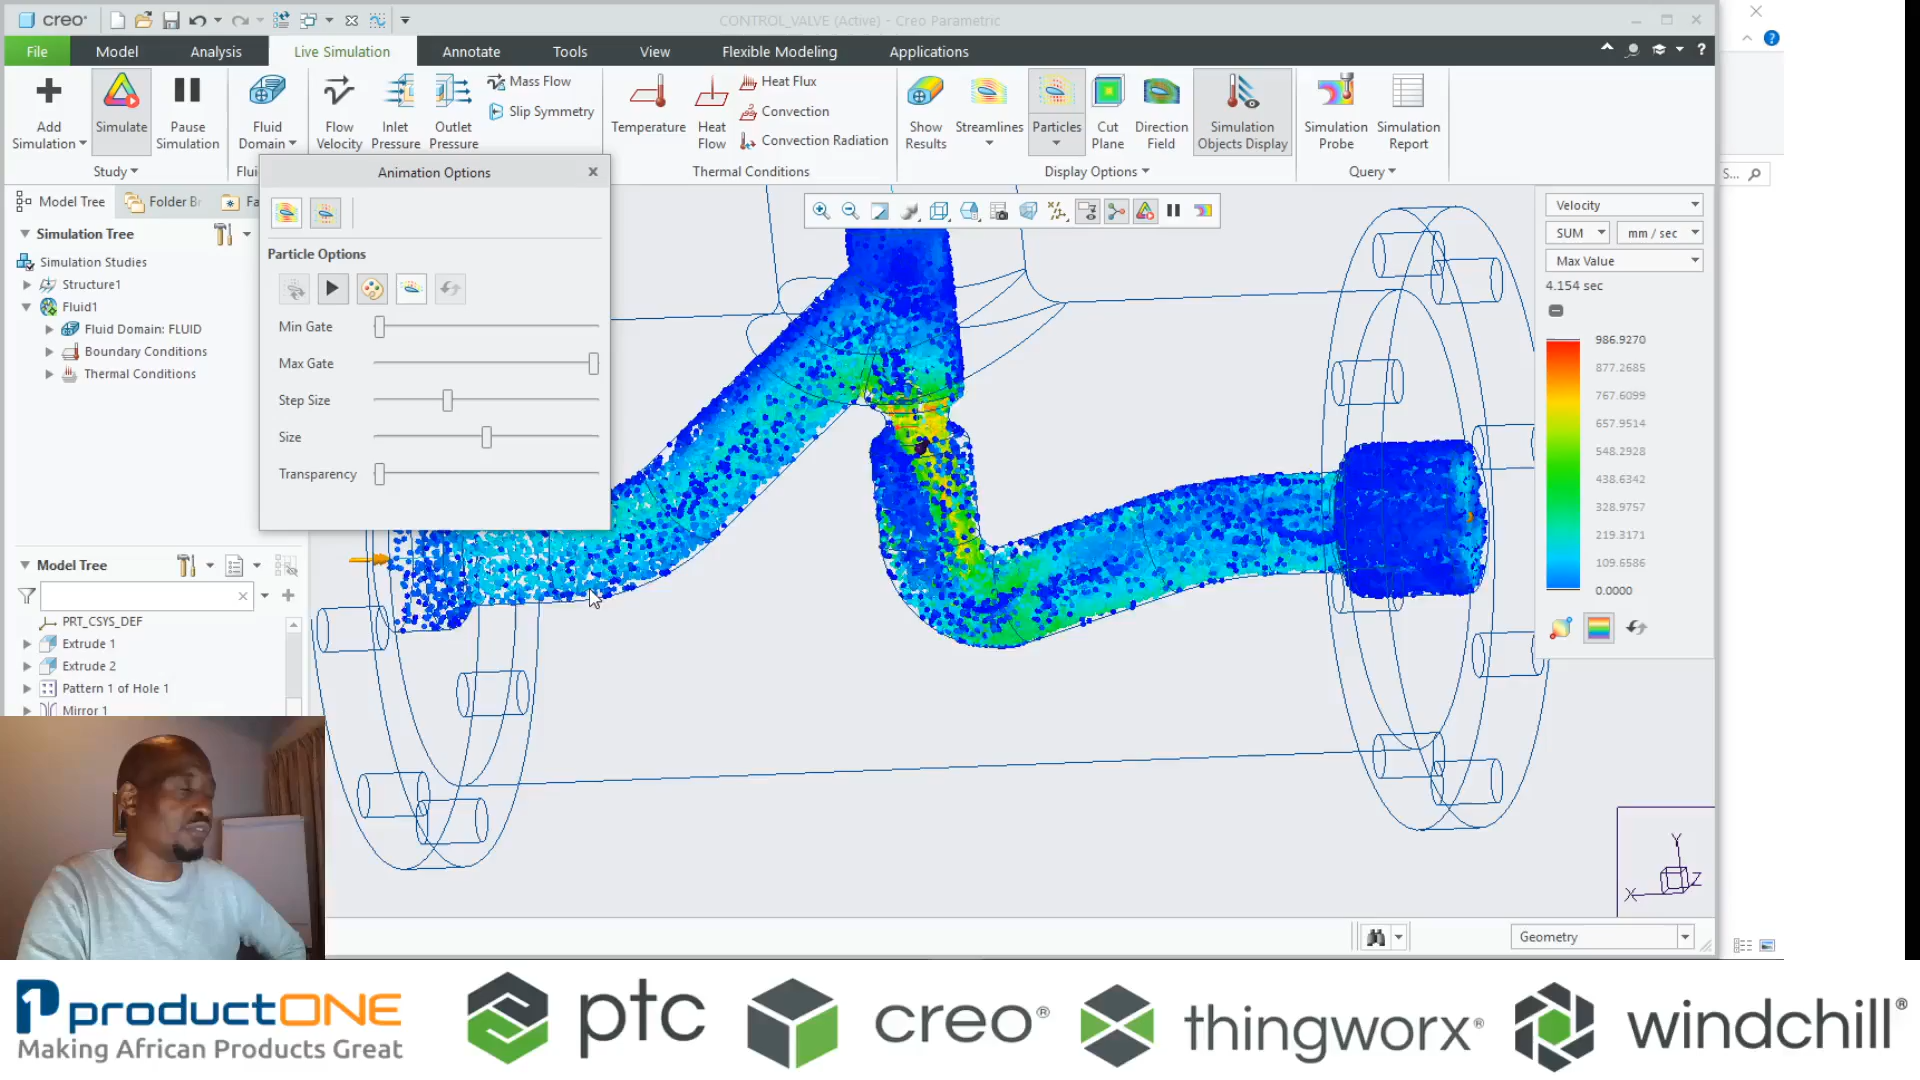 creo
CONTROL_VALVE (Active) - Creo Parametric
File
Model
Analysis
Live Simulation
Annotate
Tools
View
Flexible Modeling
Applications
Add Simulation
Simulate
Pause Simulation
Fluid Domain
Flow Velocity
Inlet Pressure
Outlet Pressure
Mass Flow
Slip Symmetry
Temperature
Heat Flow
Heat Flux
Convection
Convection Radiation
Show Results
Streamlines
Particles
Cut Plane
Direction Field
Simulation Objects Display
Simulation Probe
Simulation Report
Study
Flui
Thermal Conditions
Display Options
Query
S...
Animation Options
Particle Options
Min Gate
Max Gate
Step Size
Size
Transparency
Model Tree
Folder Br
Fa
Simulation Tree
Simulation Studies
Structure1
Fluid1
Fluid Domain: FLUID
Boundary Conditions
Thermal Conditions
Model Tree
PRT_CSYS_DEF
Extrude 1
Extrude 2
Pattern 1 of Hole 1
Mirror 1
Velocity
SUM
mm / sec
Max Value
4.154 sec
986.9270
877.2685
767.6099
657.9514
548.2928
438.6342
328.9757
219.3171
109.6586
0.0000
Y
X
Z
Geometry
productONE
Making African Products Great
ptc
creo®
thingworx®
windchill®